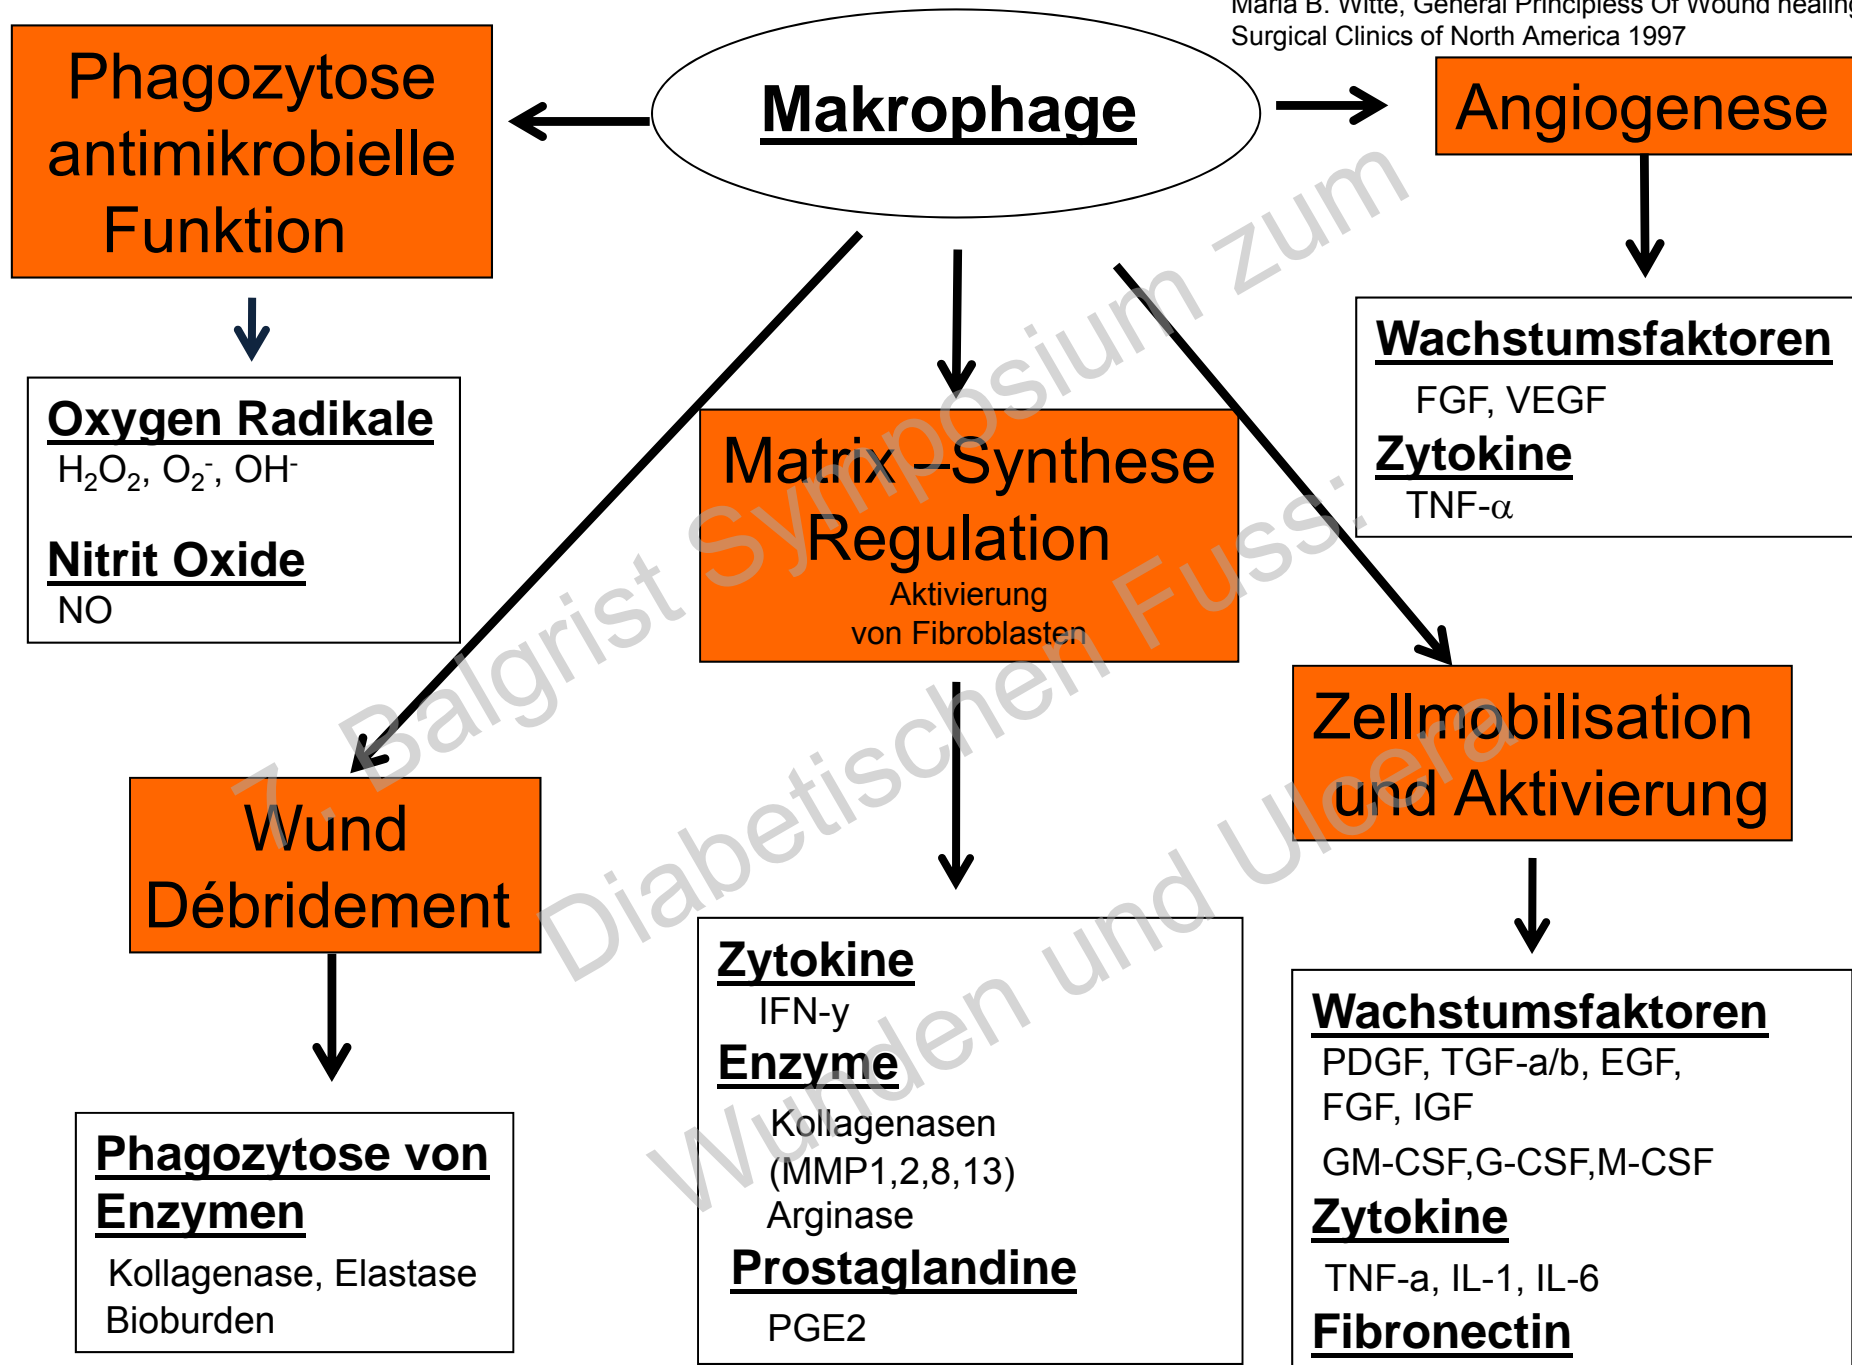 Maria B. Witte, General Principless Of Wound healing
Surgical Clinics of North America 1997
Makrophage
Phagozytose
antimikrobielle
Funktion
Oxygen Radikale
H₂O₂, O₂⁻, OH⁻
Nitrit Oxide
NO
Wund
Débridement
Phagozytose von
Enzymen
Kollagenase, Elastase
Bioburden
Matrix –Synthese
Regulation
Aktivierung
von Fibroblasten
Zytokine
IFN-y
Enzyme
Kollagenasen
(MMP1,2,8,13)
Arginase
Prostaglandine
PGE2
Angiogenese
Wachstumsfaktoren
FGF, VEGF
Zytokine
TNF-α
Zellmobilisation
und Aktivierung
Wachstumsfaktoren
PDGF, TGF-a/b, EGF,
FGF, IGF
GM-CSF,G-CSF,M-CSF
Zytokine
TNF-a, IL-1, IL-6
Fibronectin
7. Balgrist Symposium zum
Diabetischen Fuss:
Wunden und Ulcera